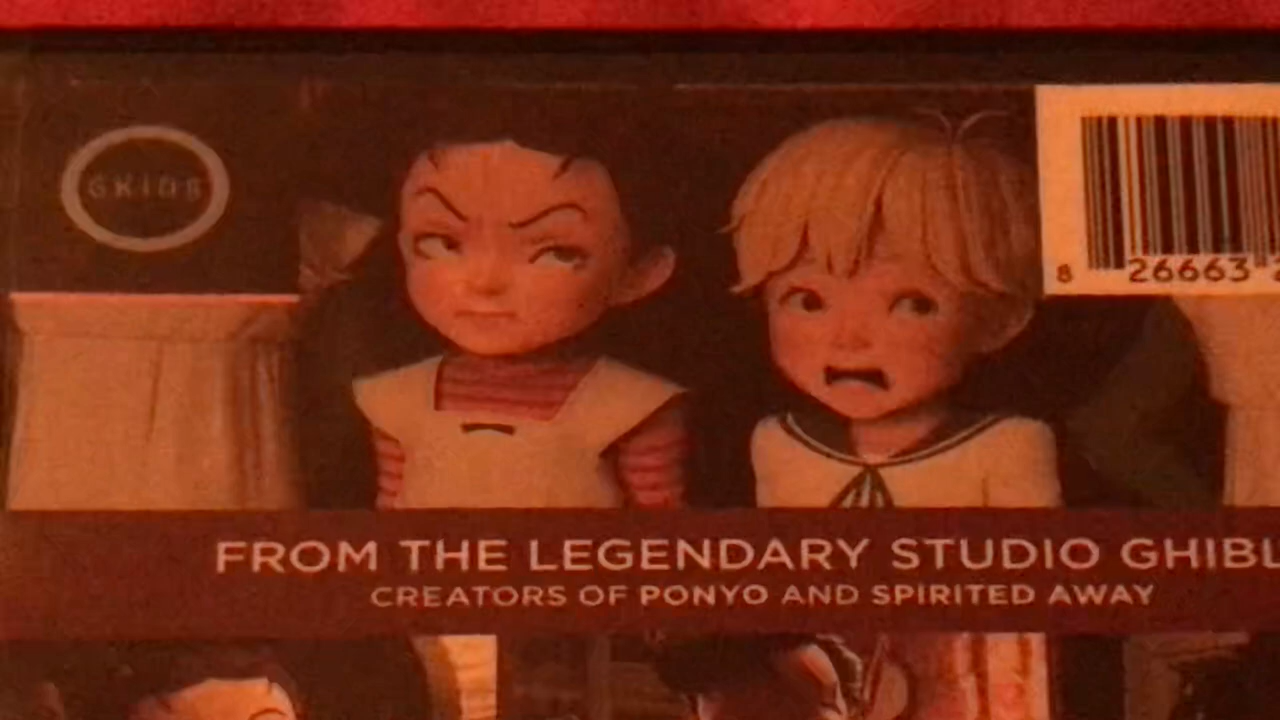 GKIDS
8 26663
FROM THE LEGENDARY STUDIO GHIBL
CREATORS OF PONYO AND SPIRITED AWAY